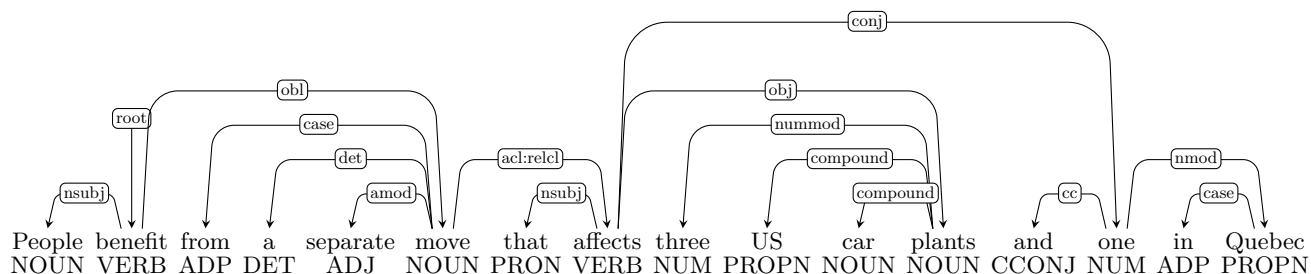 conj
obl obj
root
case nummod
det acl:relcl compound nmod
nsubj amod nsubj compound cc case
People benefit from a separate move that affects three US car plants and one in Quebec
NOUN VERB ADP DET ADJ NOUN PRON VERB NUM PROPN NOUN NOUN CCONJ NUM ADP PROPN